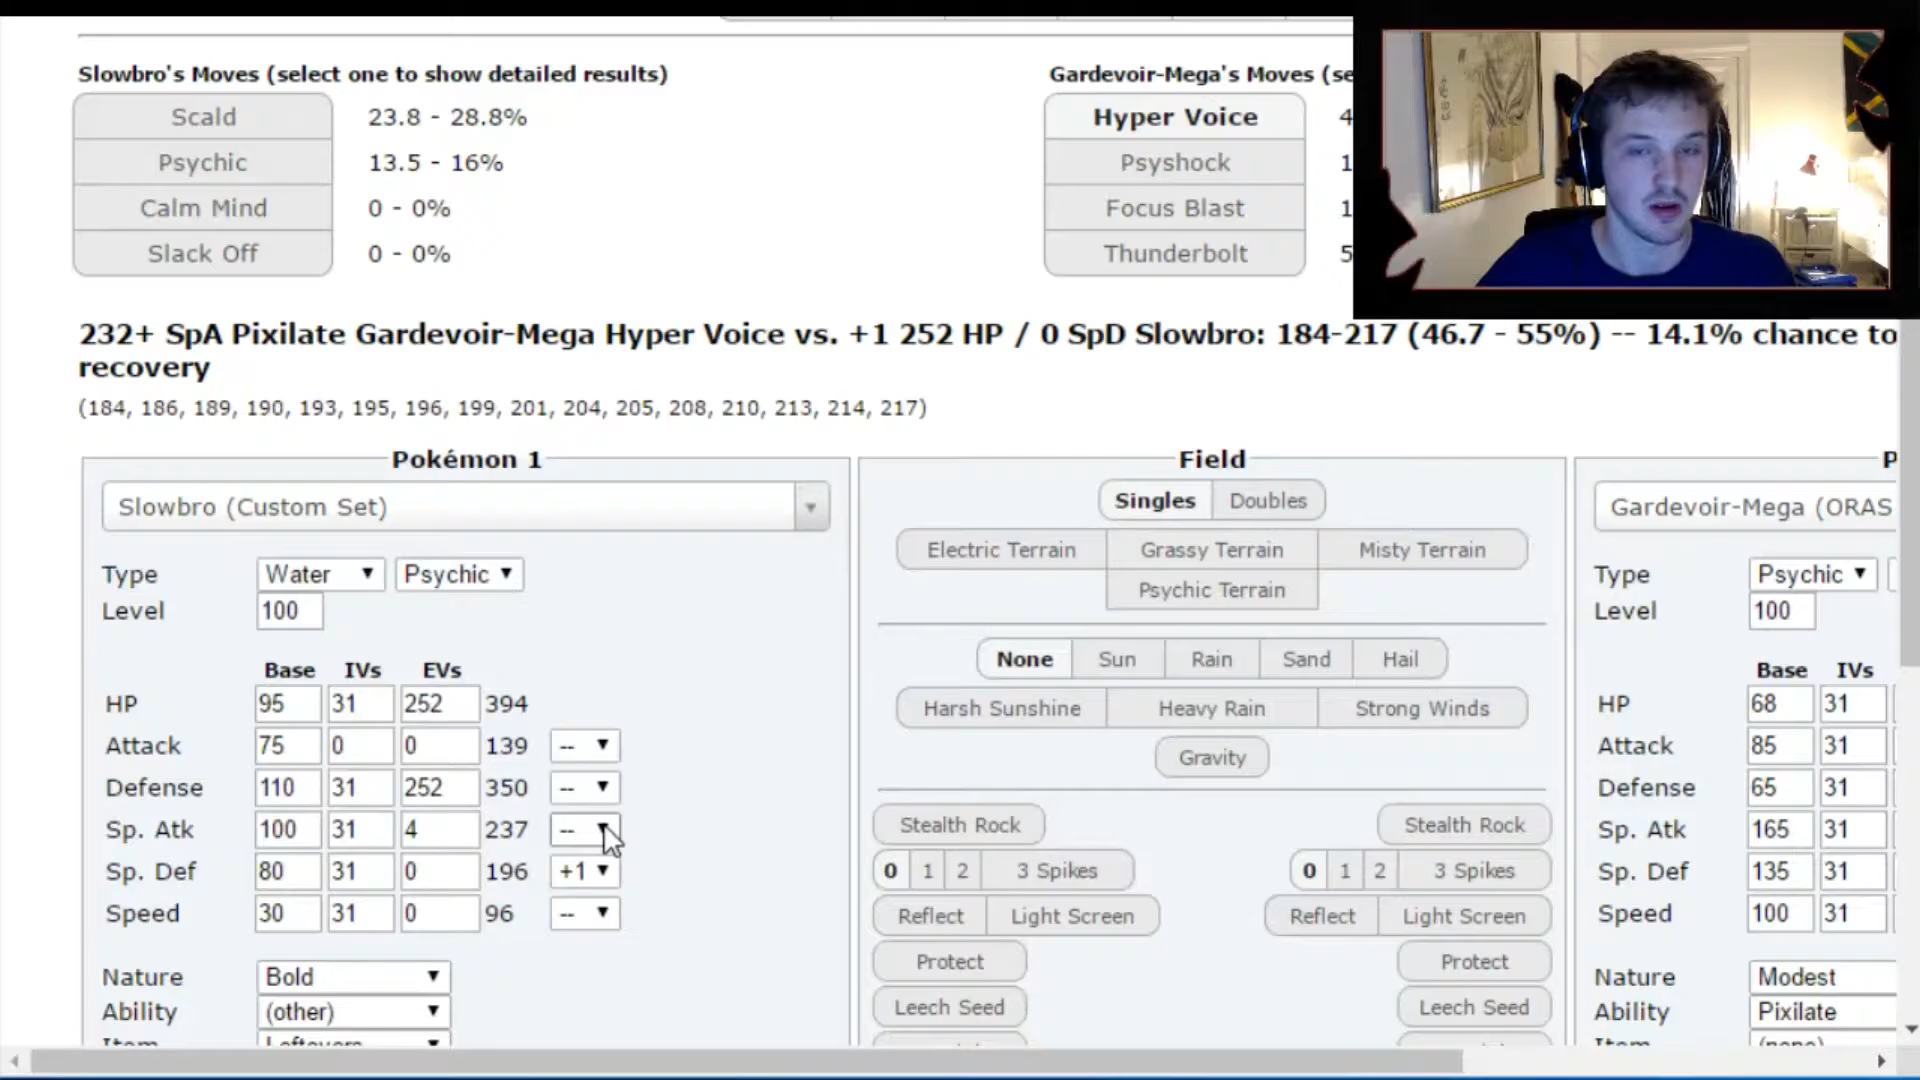 Slowbro's Moves (select one to show detailed results)
Scald 23.8 - 28.8%
Psychic 13.5 - 16%
Calm Mind 0 - 0%
Slack Off 0 - 0%
Gardevoir-Mega's Moves (se
Hyper Voice 4
Psyshock 1
Focus Blast 1
Thunderbolt 5
232+ SpA Pixilate Gardevoir-Mega Hyper Voice vs. +1 252 HP / 0 SpD Slowbro: 184-217 (46.7 - 55%) -- 14.1% chance to
recovery
(184, 186, 189, 190, 193, 195, 196, 199, 201, 204, 205, 208, 210, 213, 214, 217)
Pokémon 1
Slowbro (Custom Set)
Type Water Psychic
Level 100
Base IVs EVs
HP 95 31 252 394
Attack 75 0 0 139 --
Defense 110 31 252 350 --
Sp. Atk 100 31 4 237 --
Sp. Def 80 31 0 196 +1
Speed 30 31 0 96 --
Nature Bold
Ability (other)
Item Leftovers
Field
Singles Doubles
Electric Terrain Grassy Terrain Misty Terrain
Psychic Terrain
None Sun Rain Sand Hail
Harsh Sunshine Heavy Rain Strong Winds
Gravity
Stealth Rock Stealth Rock
0 1 2 3 Spikes 0 1 2 3 Spikes
Reflect Light Screen Reflect Light Screen
Protect Protect
Leech Seed Leech Seed
P
Gardevoir-Mega (ORAS
Type Psychic
Level 100
Base IVs
HP 68 31
Attack 85 31
Defense 65 31
Sp. Atk 165 31
Sp. Def 135 31
Speed 100 31
Nature Modest
Ability Pixilate
Item (none)